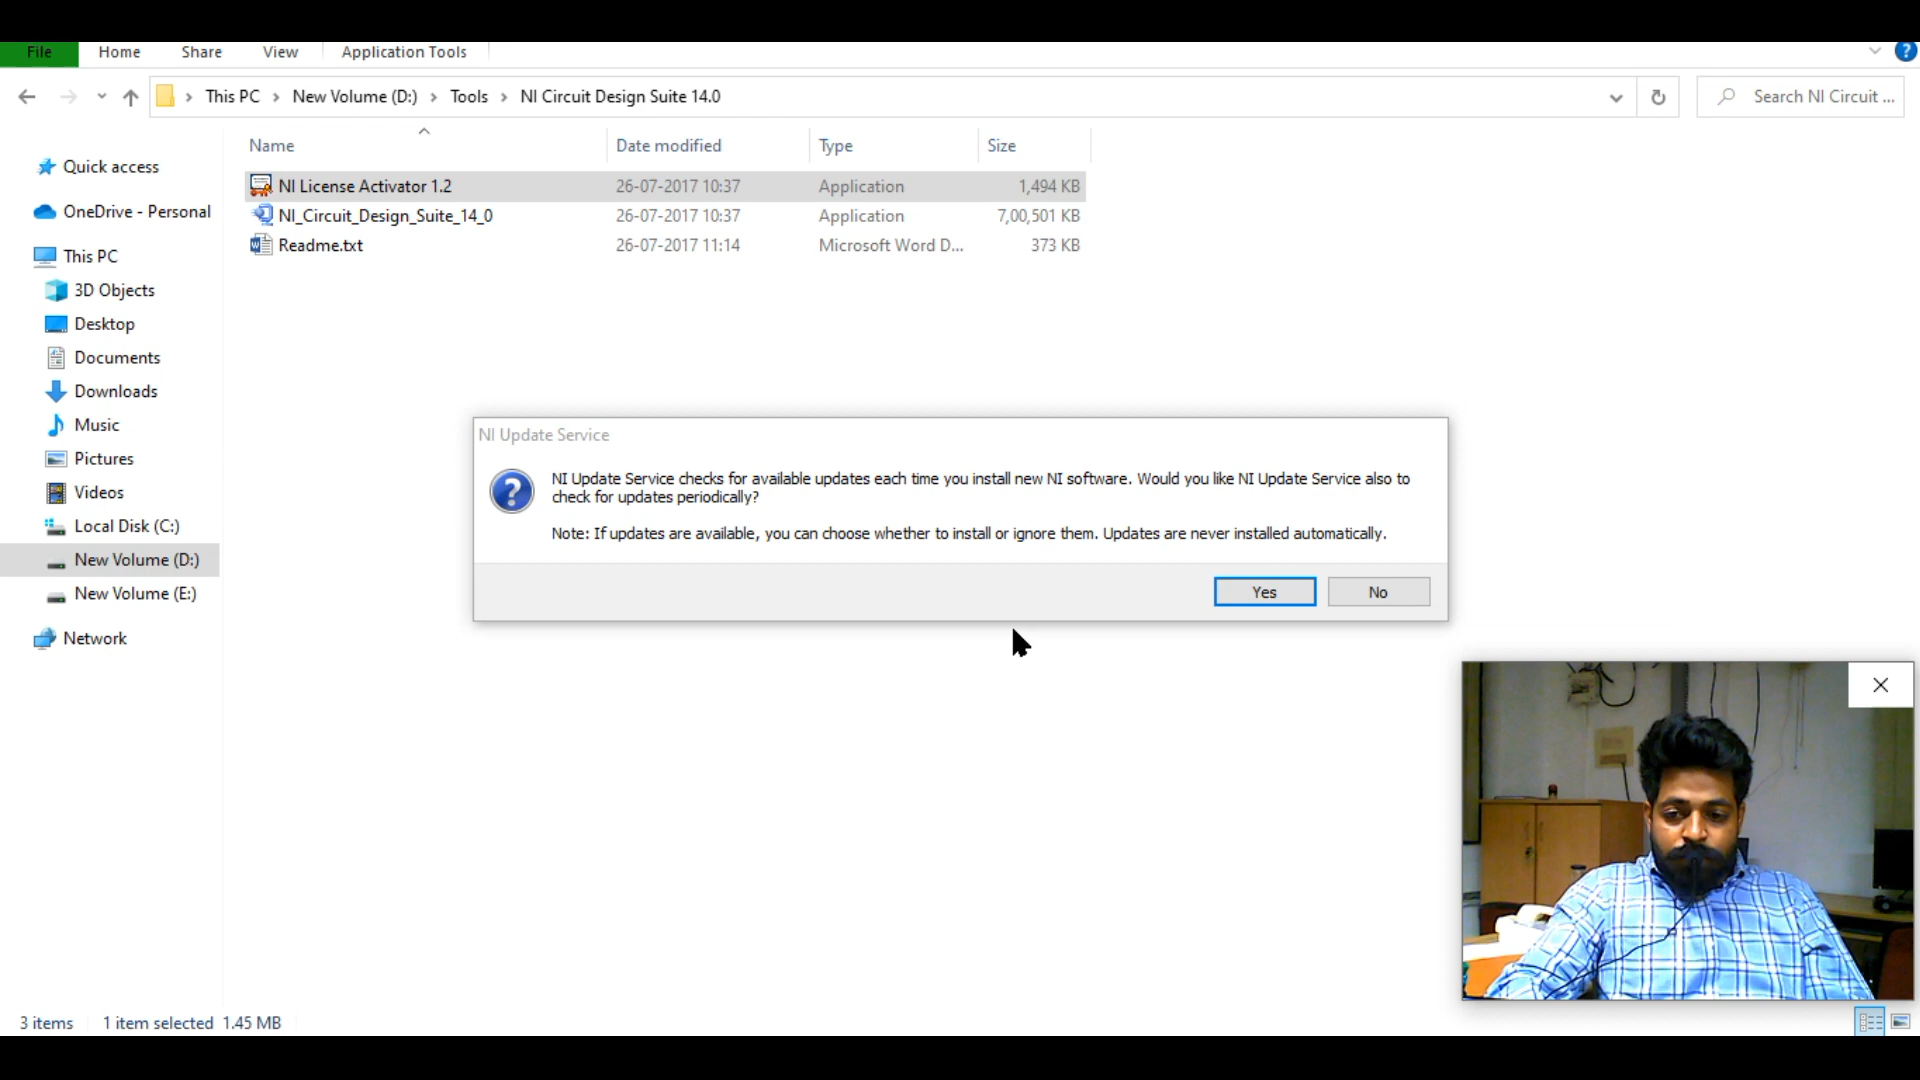 File Home Share View Application Tools
This PC New Volume (D:) Tools NI Circuit Design Suite 14.0 Search NI Circuit ...
Name Date modified Type Size
NI License Activator 1.2 26-07-2017 10:37 Application 1,494 KB
NI_Circuit_Design_Suite_14_0 26-07-2017 10:37 Application 7,00,501 KB
Readme.txt 26-07-2017 11:14 Microsoft Word D... 373 KB
Quick access
OneDrive - Personal
This PC
3D Objects
Desktop
Documents
Downloads
Music
Pictures
Videos
Local Disk (C:)
New Volume (D:)
New Volume (E:)
Network
NI Update Service
NI Update Service checks for available updates each time you install new NI software. Would you like NI Update Service also to
check for updates periodically?
Note: If updates are available, you can choose whether to install or ignore them. Updates are never installed automatically.
Yes No
3 items 1 item selected 1.45 MB